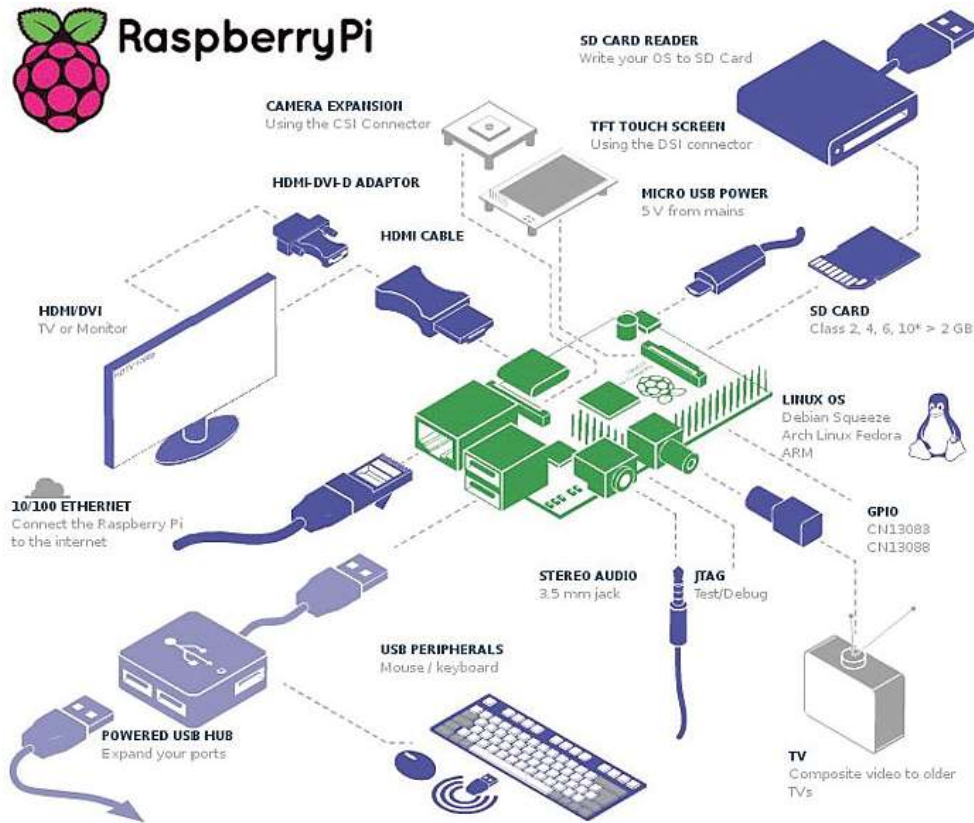 RaspberryPi
SD CARD READER
Write your OS to SD Card
CAMERA EXPANSION
Using the CSI Connector
TFT TOUCH SCREEN
Using the DSI connector
HDMI-DVI-D ADAPTOR
MICRO USB POWER
5 V from mains
HDMI CABLE
HDMI/DVI
TV or Monitor
SD CARD
Class 2, 4, 6, 10* > 2 GB
LINUX OS
Debian Squeeze
Arch Linux Fedora
ARM
10/100 ETHERNET
Connect the Raspberry Pi
to the internet
GPIO
CN13083
CN13088
STEREO AUDIO
3.5 mm jack
JTAG
Test/Debug
USB PERIPHERALS
Mouse / keyboard
POWERED USB HUB
Expand your ports
TV
Composite video to older
TVs